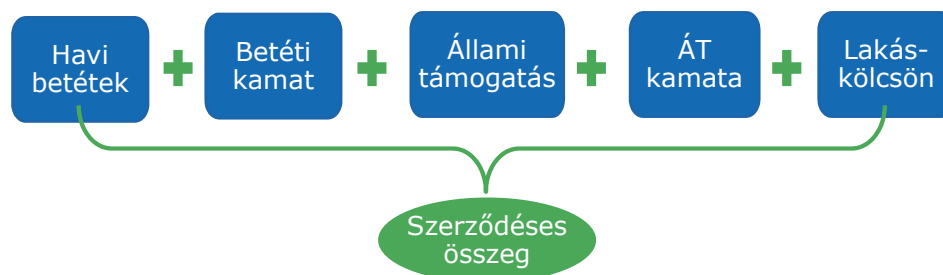 Havi
betétek
Betéti
kamat
Állami
támogatás
ÁT
kamata
Lakás-
kölcsön
Szerződéses
összeg